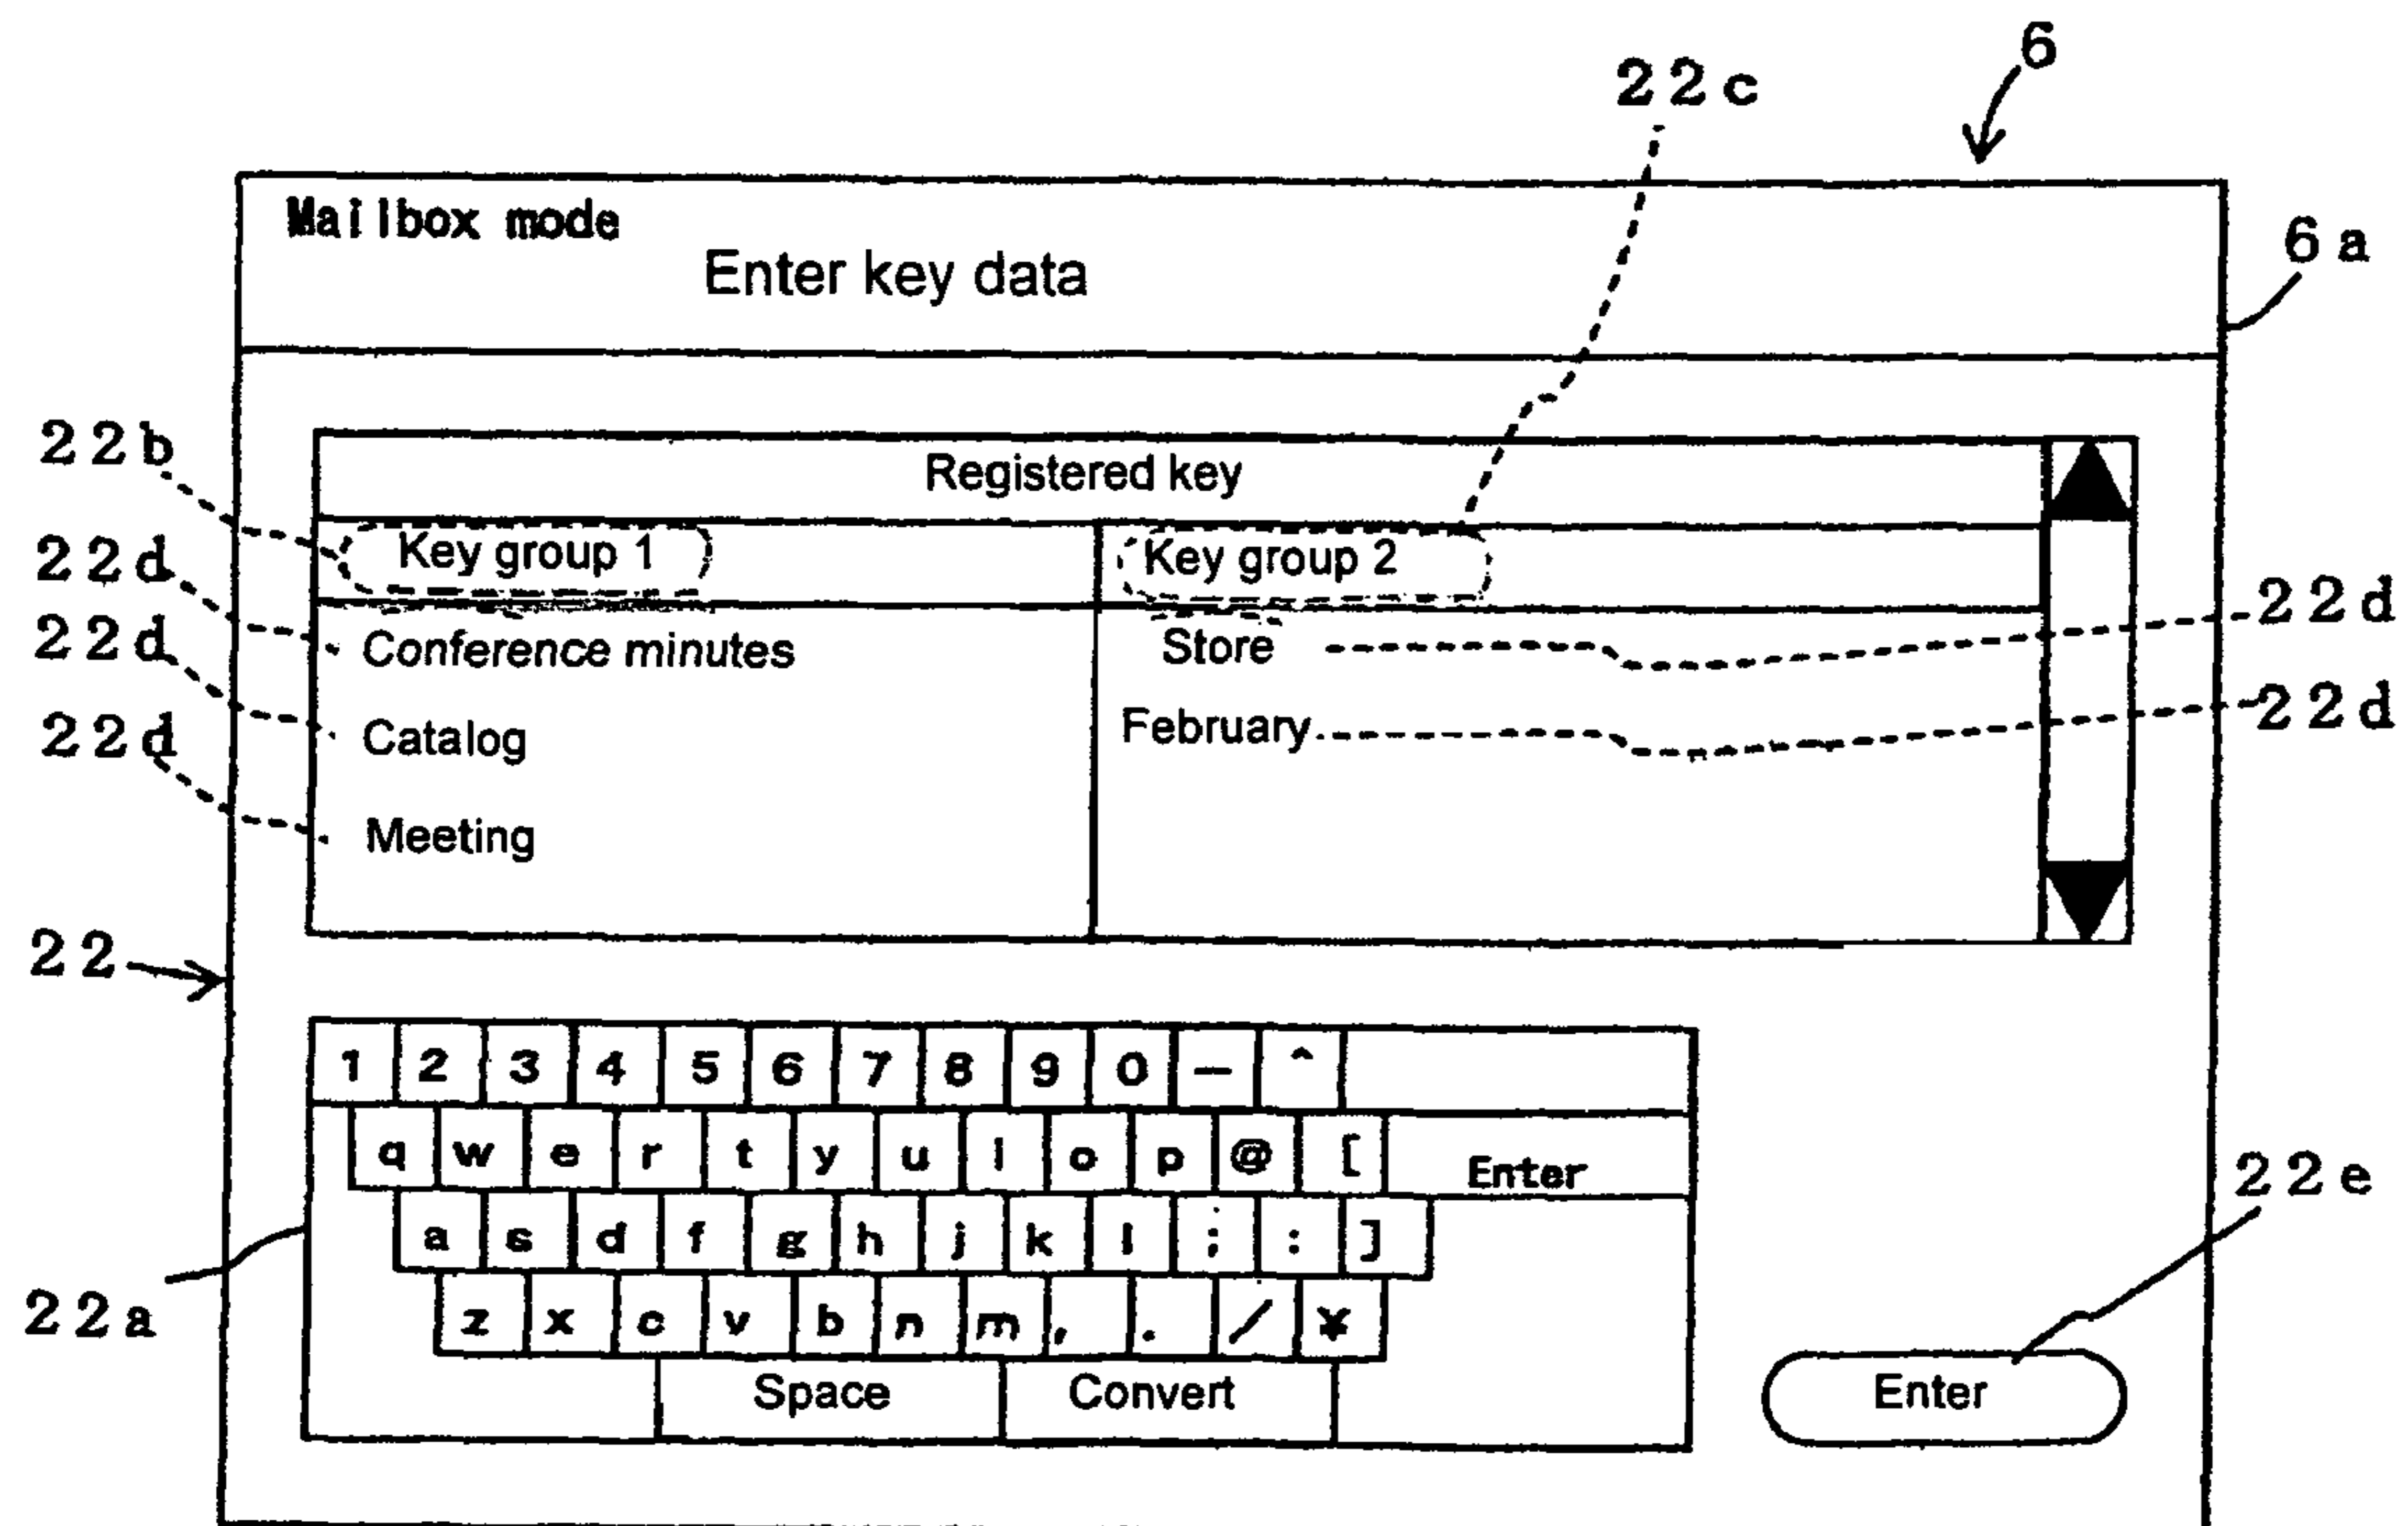 6
22c
Mailbox mode
6a
Enter key data
22b
Registered key
Key group 1 Key group 2
22d
22d
Conference minutes Store
22d
22d
Catalog February
22d
Meeting
22
1 2 3 4 5 6 7 8 9 0 — ^
q w e r t y u i o p @ [ Enter
22e
a s d f g h j k l ; : ]
22a
z x c v b n m , . / ¥
Space Convert Enter